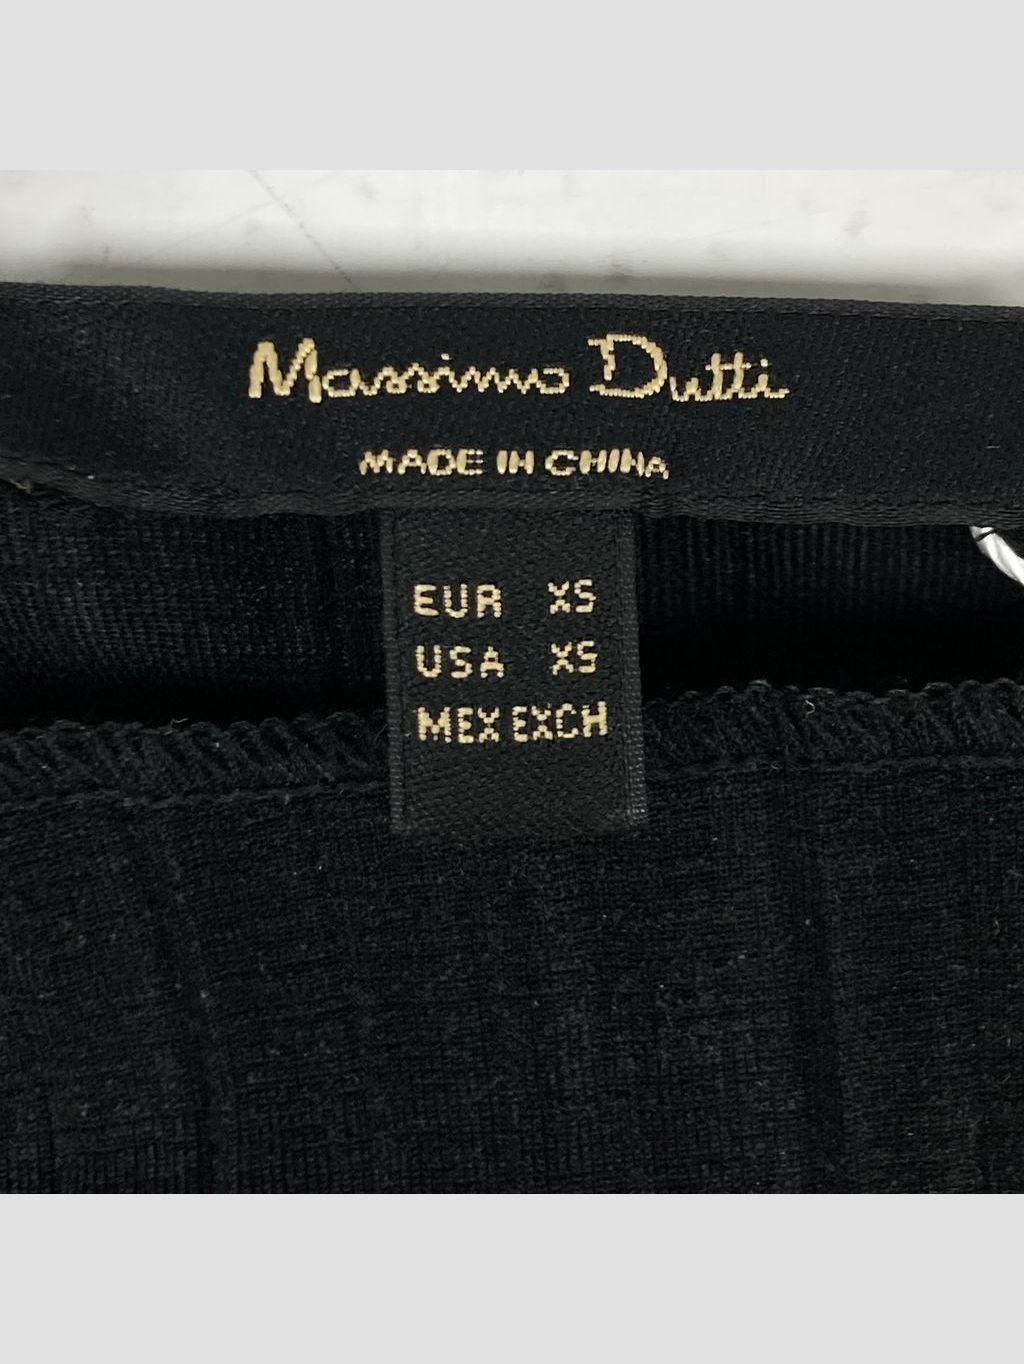 Massimo Dutti
MADE IN CHINA
EUR XS
USA XS
MEX EXCH